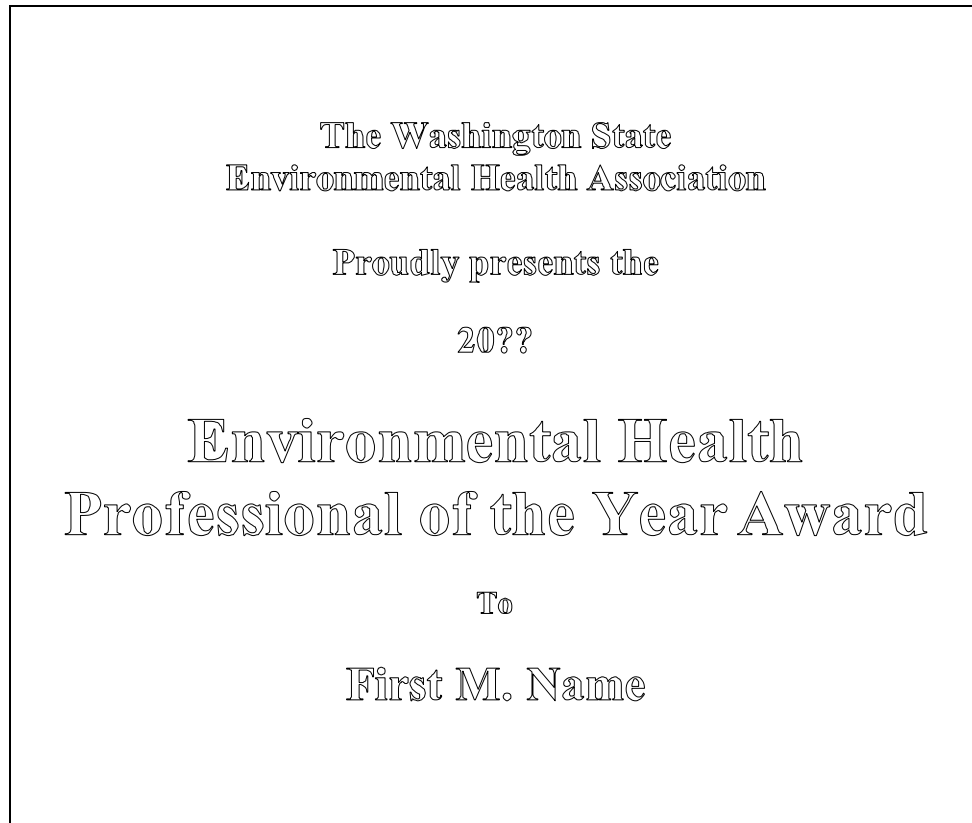 The Washington State
Environmental Health Association
Proudly presents the
20??
Environmental Health
Professional of the Year Award
To
First M. Name